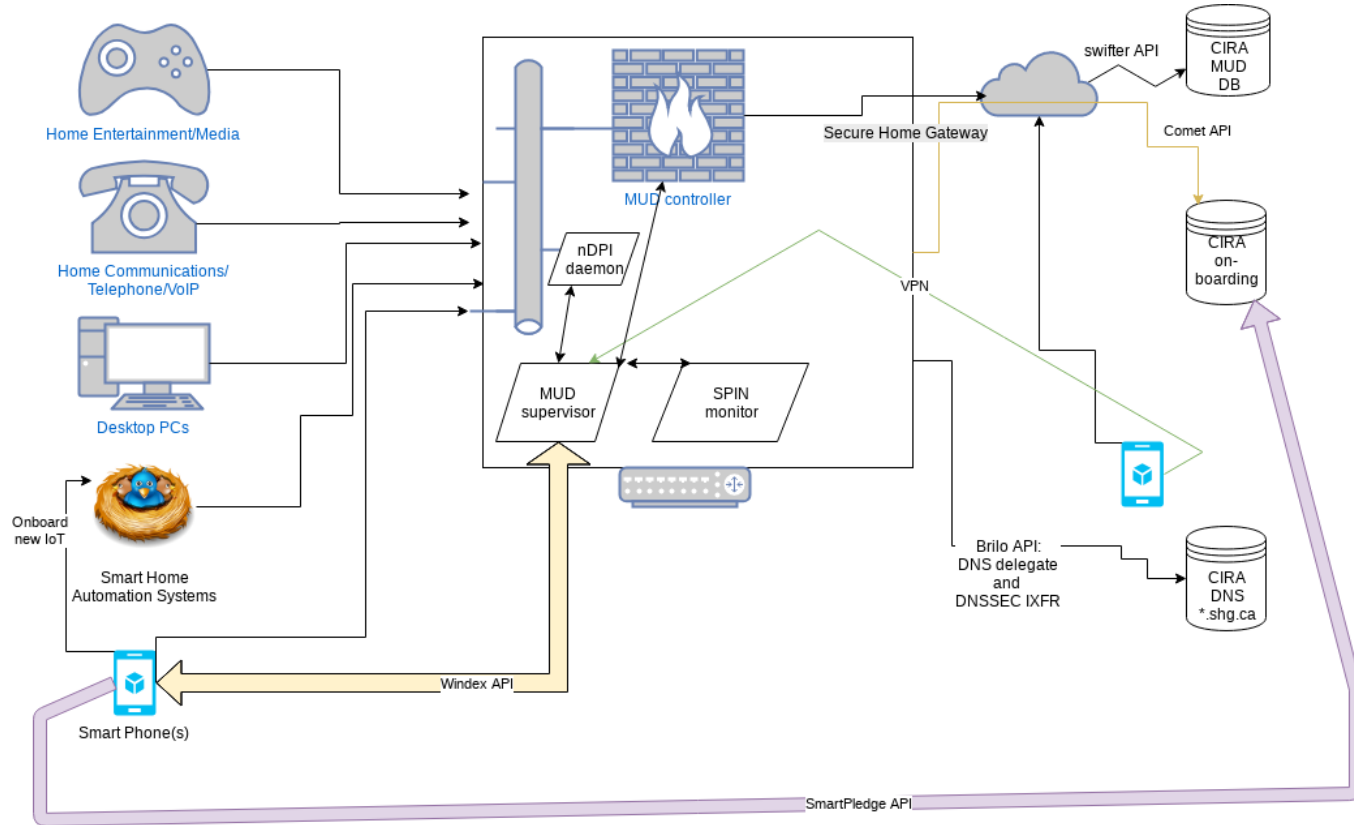 swifter API
CIRA
MUD
DB
Home Entertainment/Media
Secure Home Gateway
Comet API
MUD controller
Home Communications/
Telephone/VoIP
nDPI
daemon
CIRA
on-
boarding
VPN
MUD
supervisor
SPIN
monitor
Desktop PCs
Onboard
new IoT
Smart Home
Automation Systems
Brilo API:
DNS delegate
and
DNSSEC IXFR
CIRA
DNS
*.shg.ca
Windex API
Smart Phone(s)
SmartPledge API